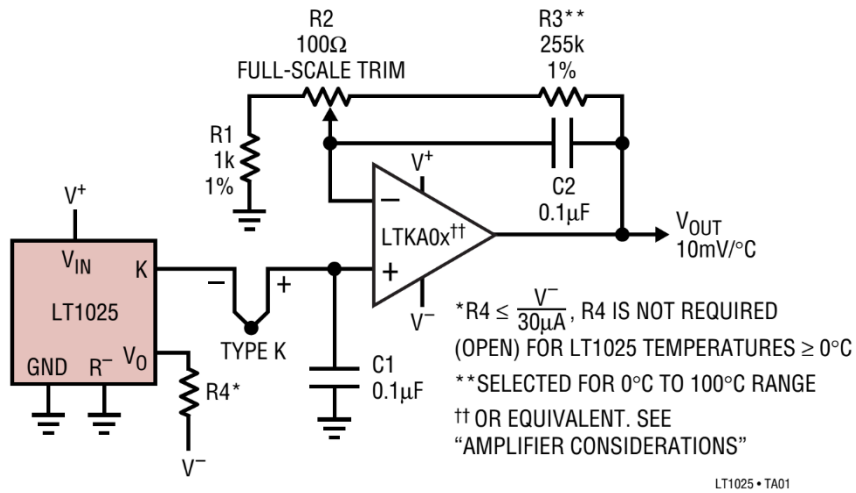 R2
100Ω
FULL-SCALE TRIM
R3**
255k
1%
R1
1k
1%
C2
0.1µF
V+
V+
LTKA0x††
−
+
V−
VOUT
10mV/°C
VIN
K
LT1025
GND
R−
VO
−
+
TYPE K
R4*
V−
C1
0.1µF
*R4 ≤ V−/30µA, R4 IS NOT REQUIRED
(OPEN) FOR LT1025 TEMPERATURES ≥ 0°C
**SELECTED FOR 0°C TO 100°C RANGE
†† OR EQUIVALENT. SEE
“AMPLIFIER CONSIDERATIONS”
LT1025 • TA01